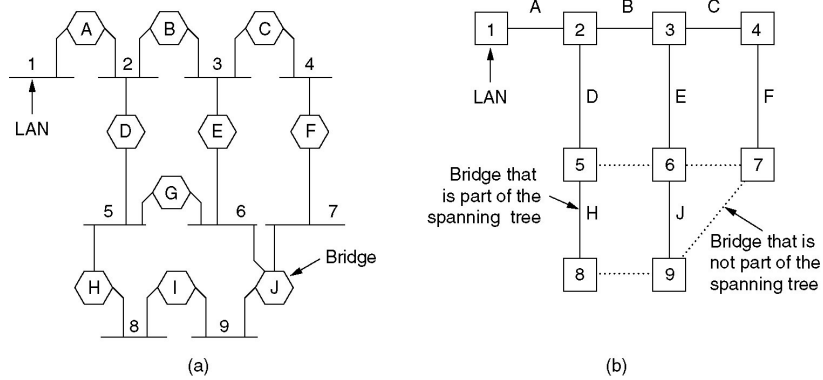 A B C
1 2 3 4
LAN
D E F
G
5 6 7
Bridge
H I J
8 9
(a)
A B C
1 2 3 4
LAN
D E F
5 6 7
Bridge that
is part of the
spanning tree
H J
Bridge that is
not part of the
spanning tree
8 9
(b)